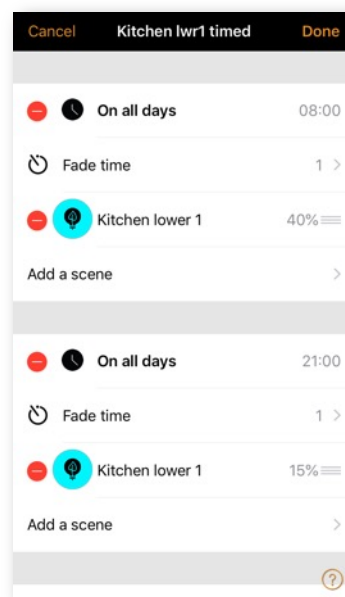 Cancel Kitchen lwr1 timed Done
On all days 08:00
Fade time 1
Kitchen lower 1 40%
Add a scene
On all days 21:00
Fade time 1
Kitchen lower 1 15%
Add a scene
?